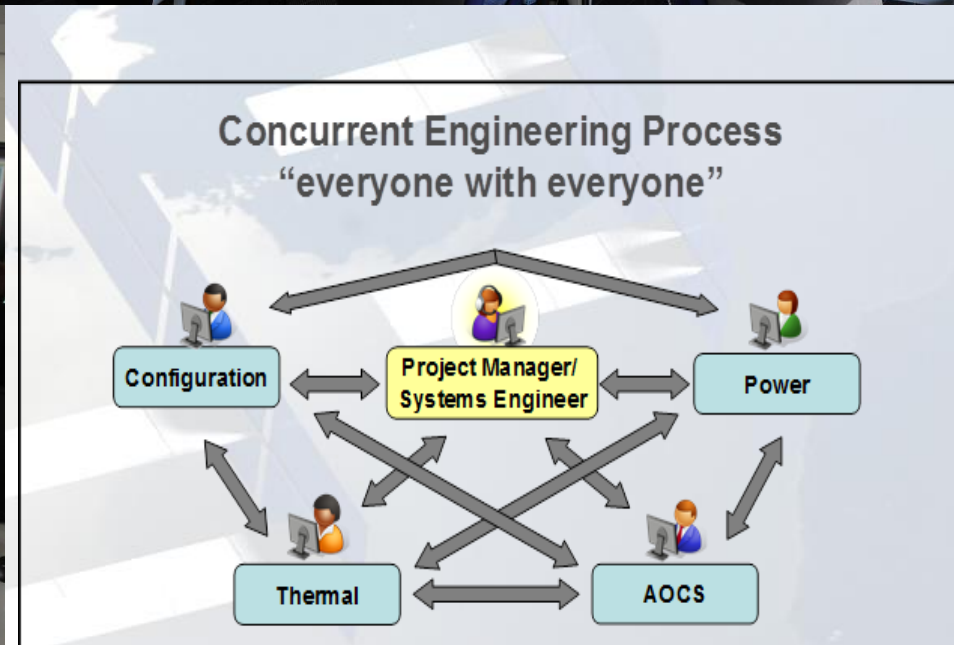 Concurrent Engineering Process
“everyone with everyone”
Configuration
Project Manager/
Systems Engineer
Power
Thermal
AOCS